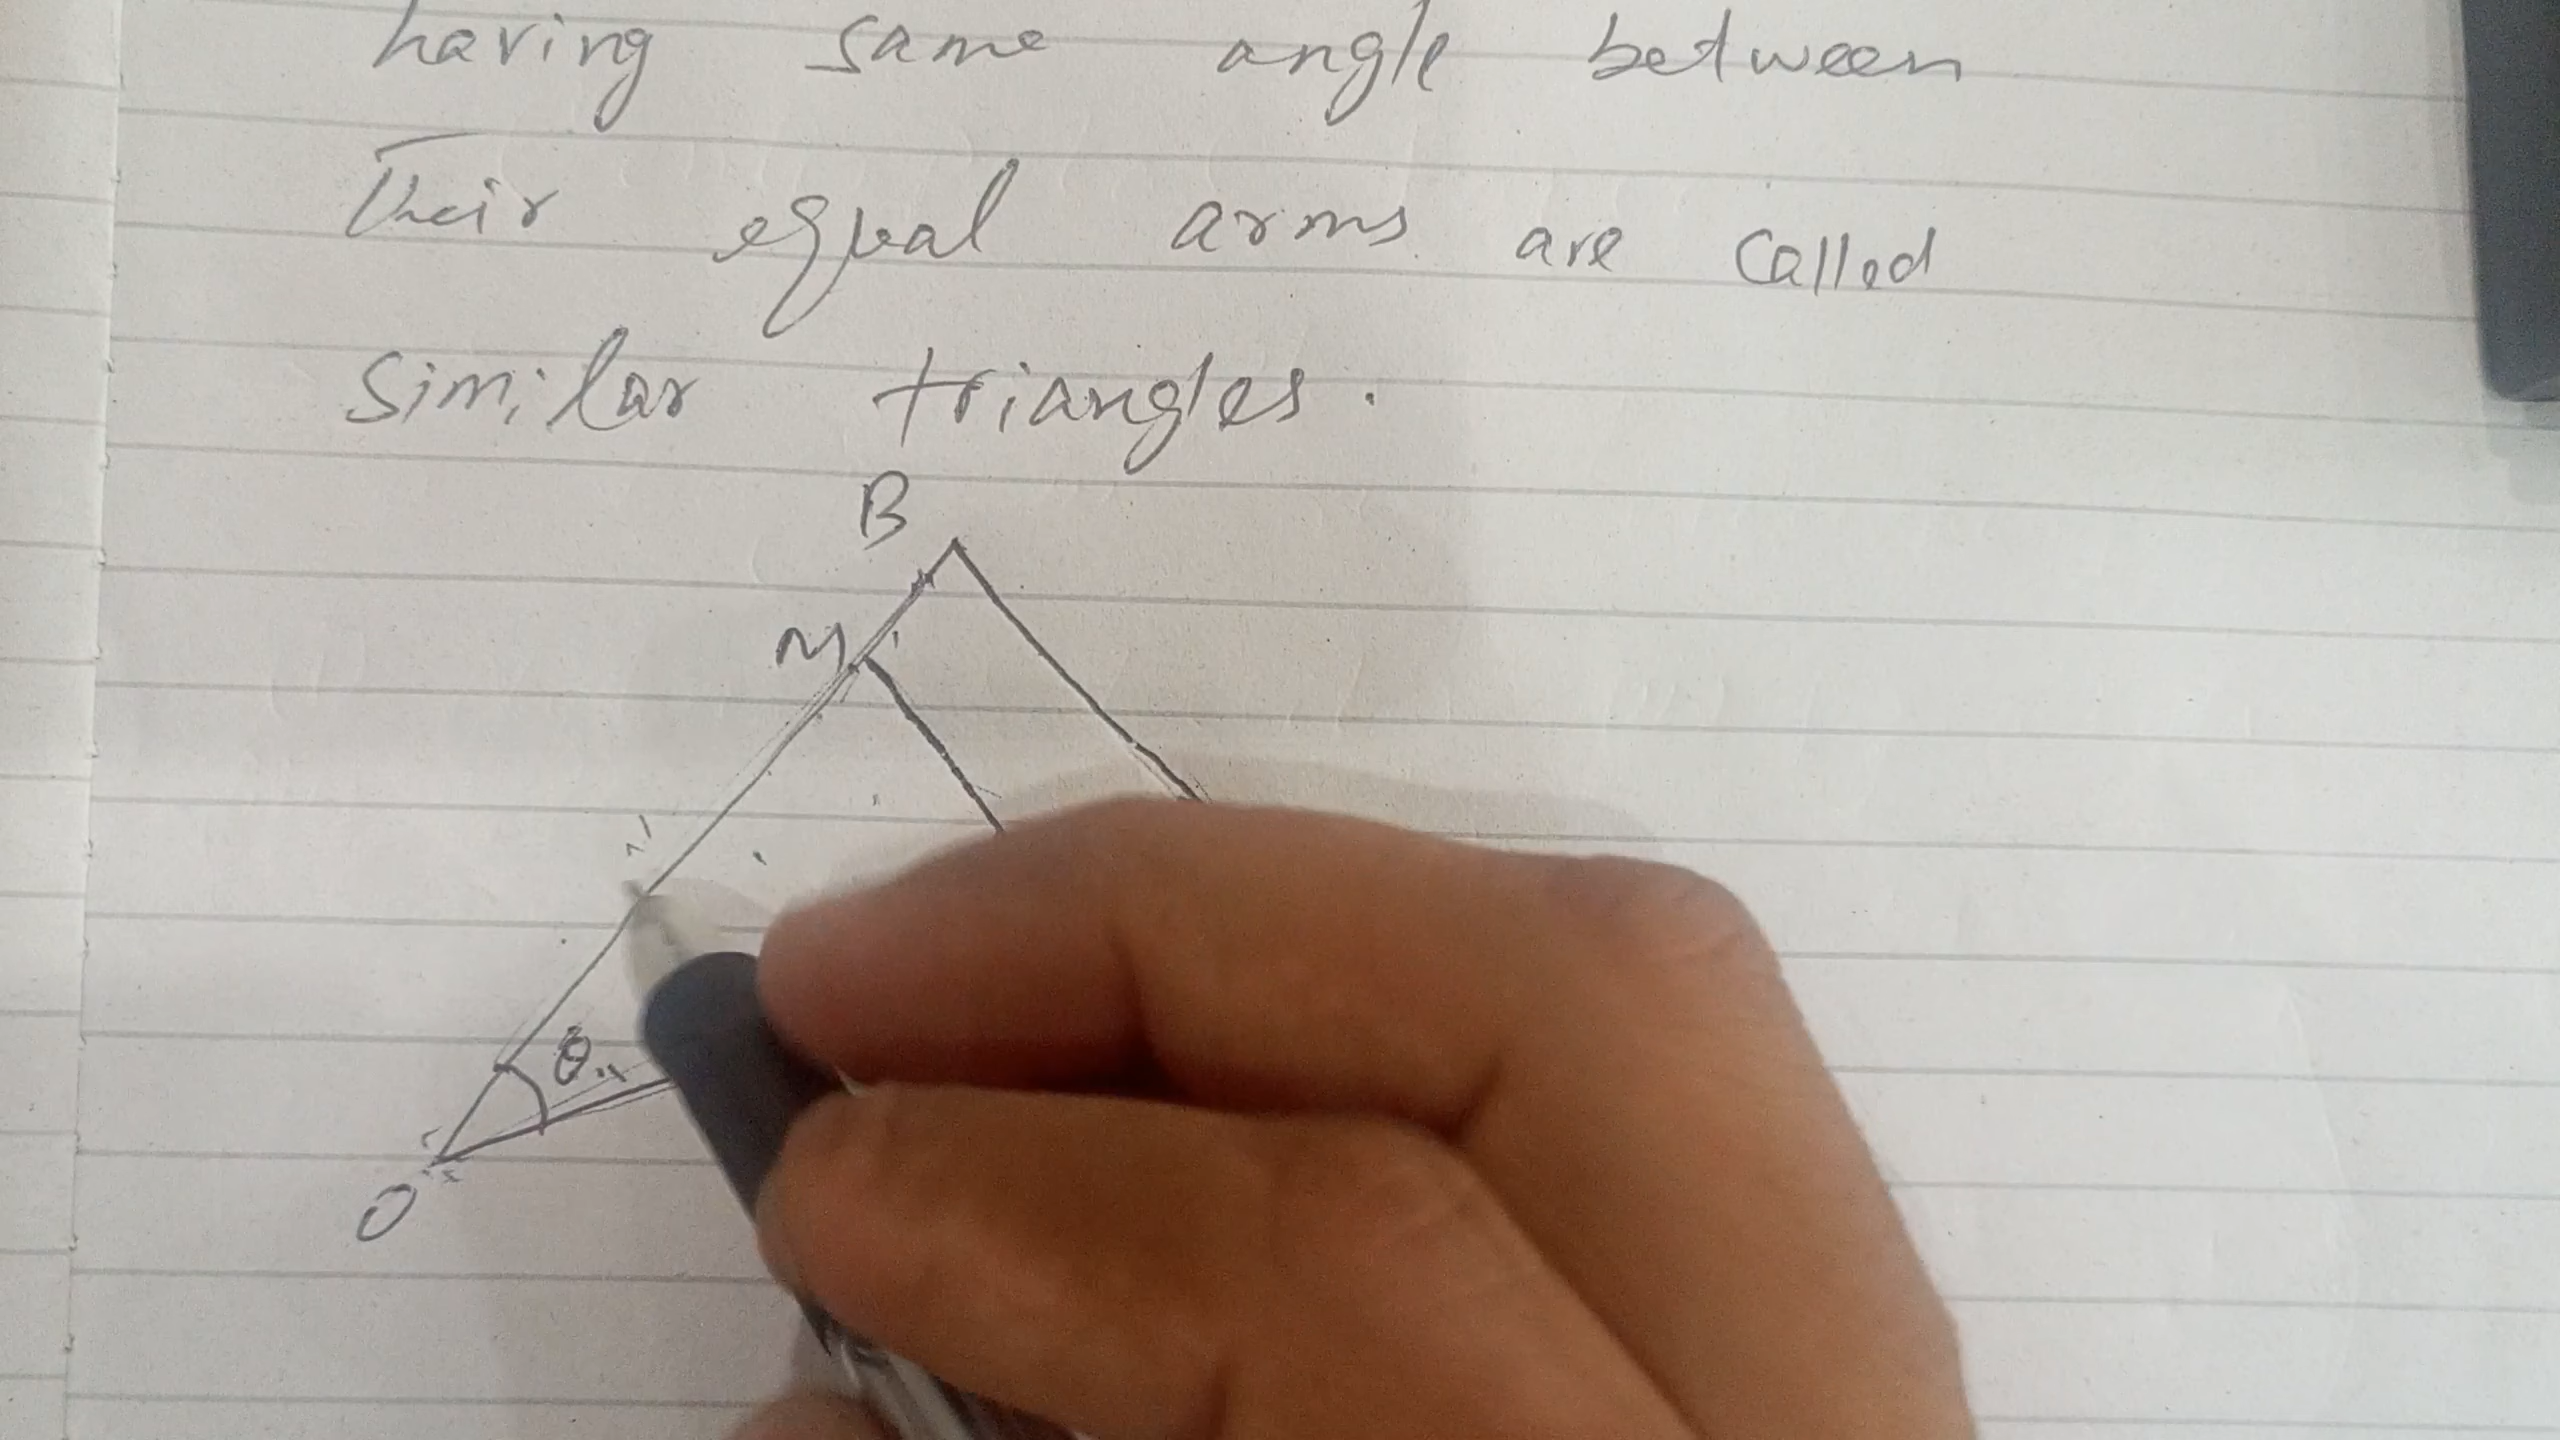 having same angle between
Their equal arms are called
Similar triangles.
B
M
θ
O